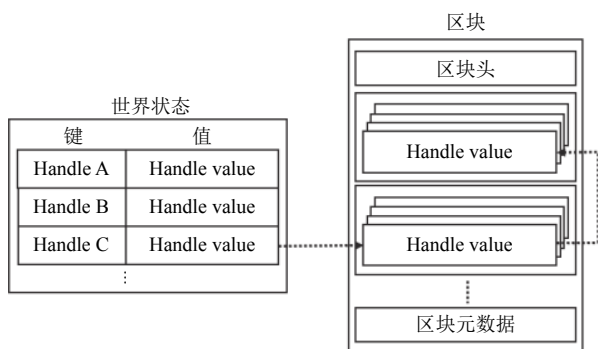 世界状态
键 值
Handle A Handle value
Handle B Handle value
Handle C Handle value
⋮
区块
区块头
Handle value
Handle value
区块元数据